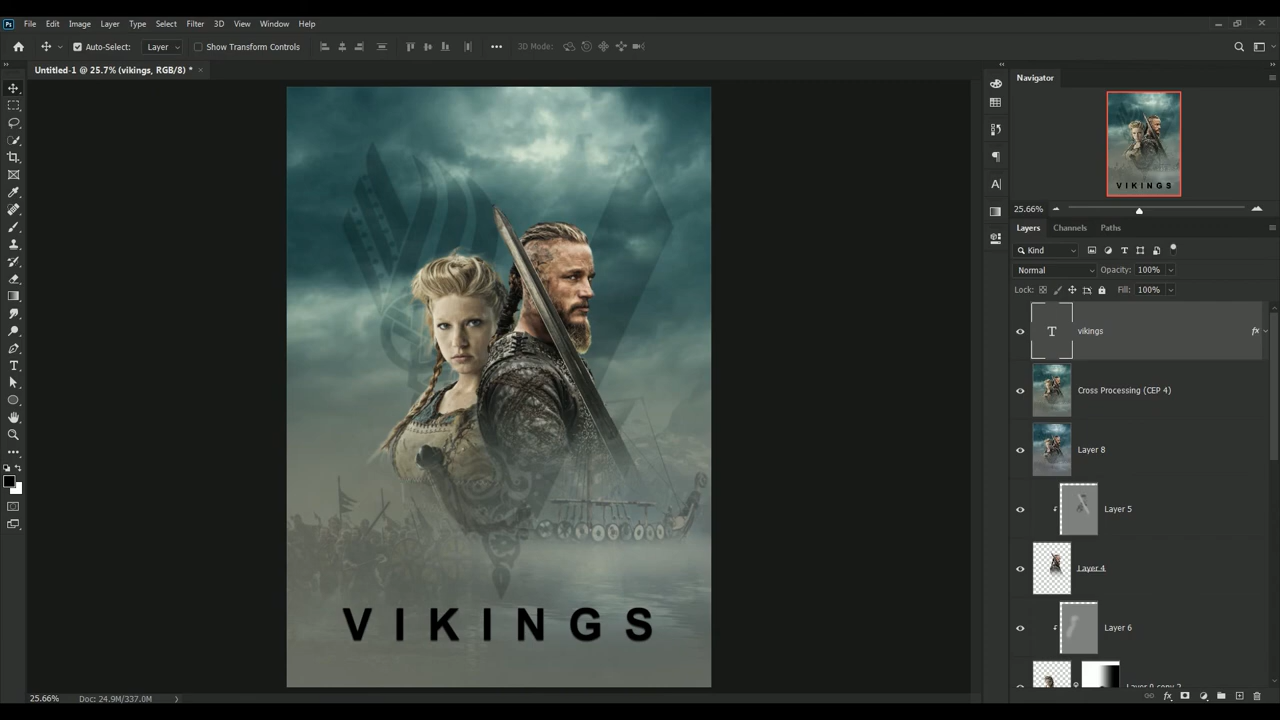 Ps File Edit Image Layer Type Select Filter 3D View Window Help
Auto-Select: Layer Show Transform Controls 3D Mode:
Untitled-1 @ 25.7% (vikings, RGB/8) * ×
Navigator
25.66%
Layers Channels Paths
Kind
Normal Opacity: 100%
Lock: Fill: 100%
T vikings fx
Cross Processing (CEP 4)
Layer 8
Layer 5
Layer 4
Layer 6
VIKINGS
25.66% Doc: 24.9M/337.0M